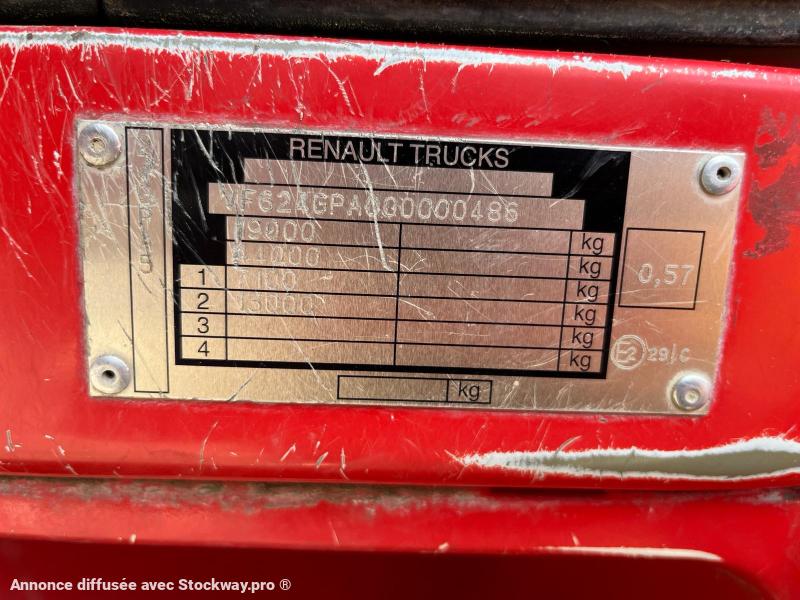 RENAULT TRUCKS
VF624GPA000000486
19000 kg
44000 kg
1 7100 kg
2 13000 kg
3 kg
4 kg
kg
0,57
E2 29/C
Annonce diffusée avec Stockway.pro ®